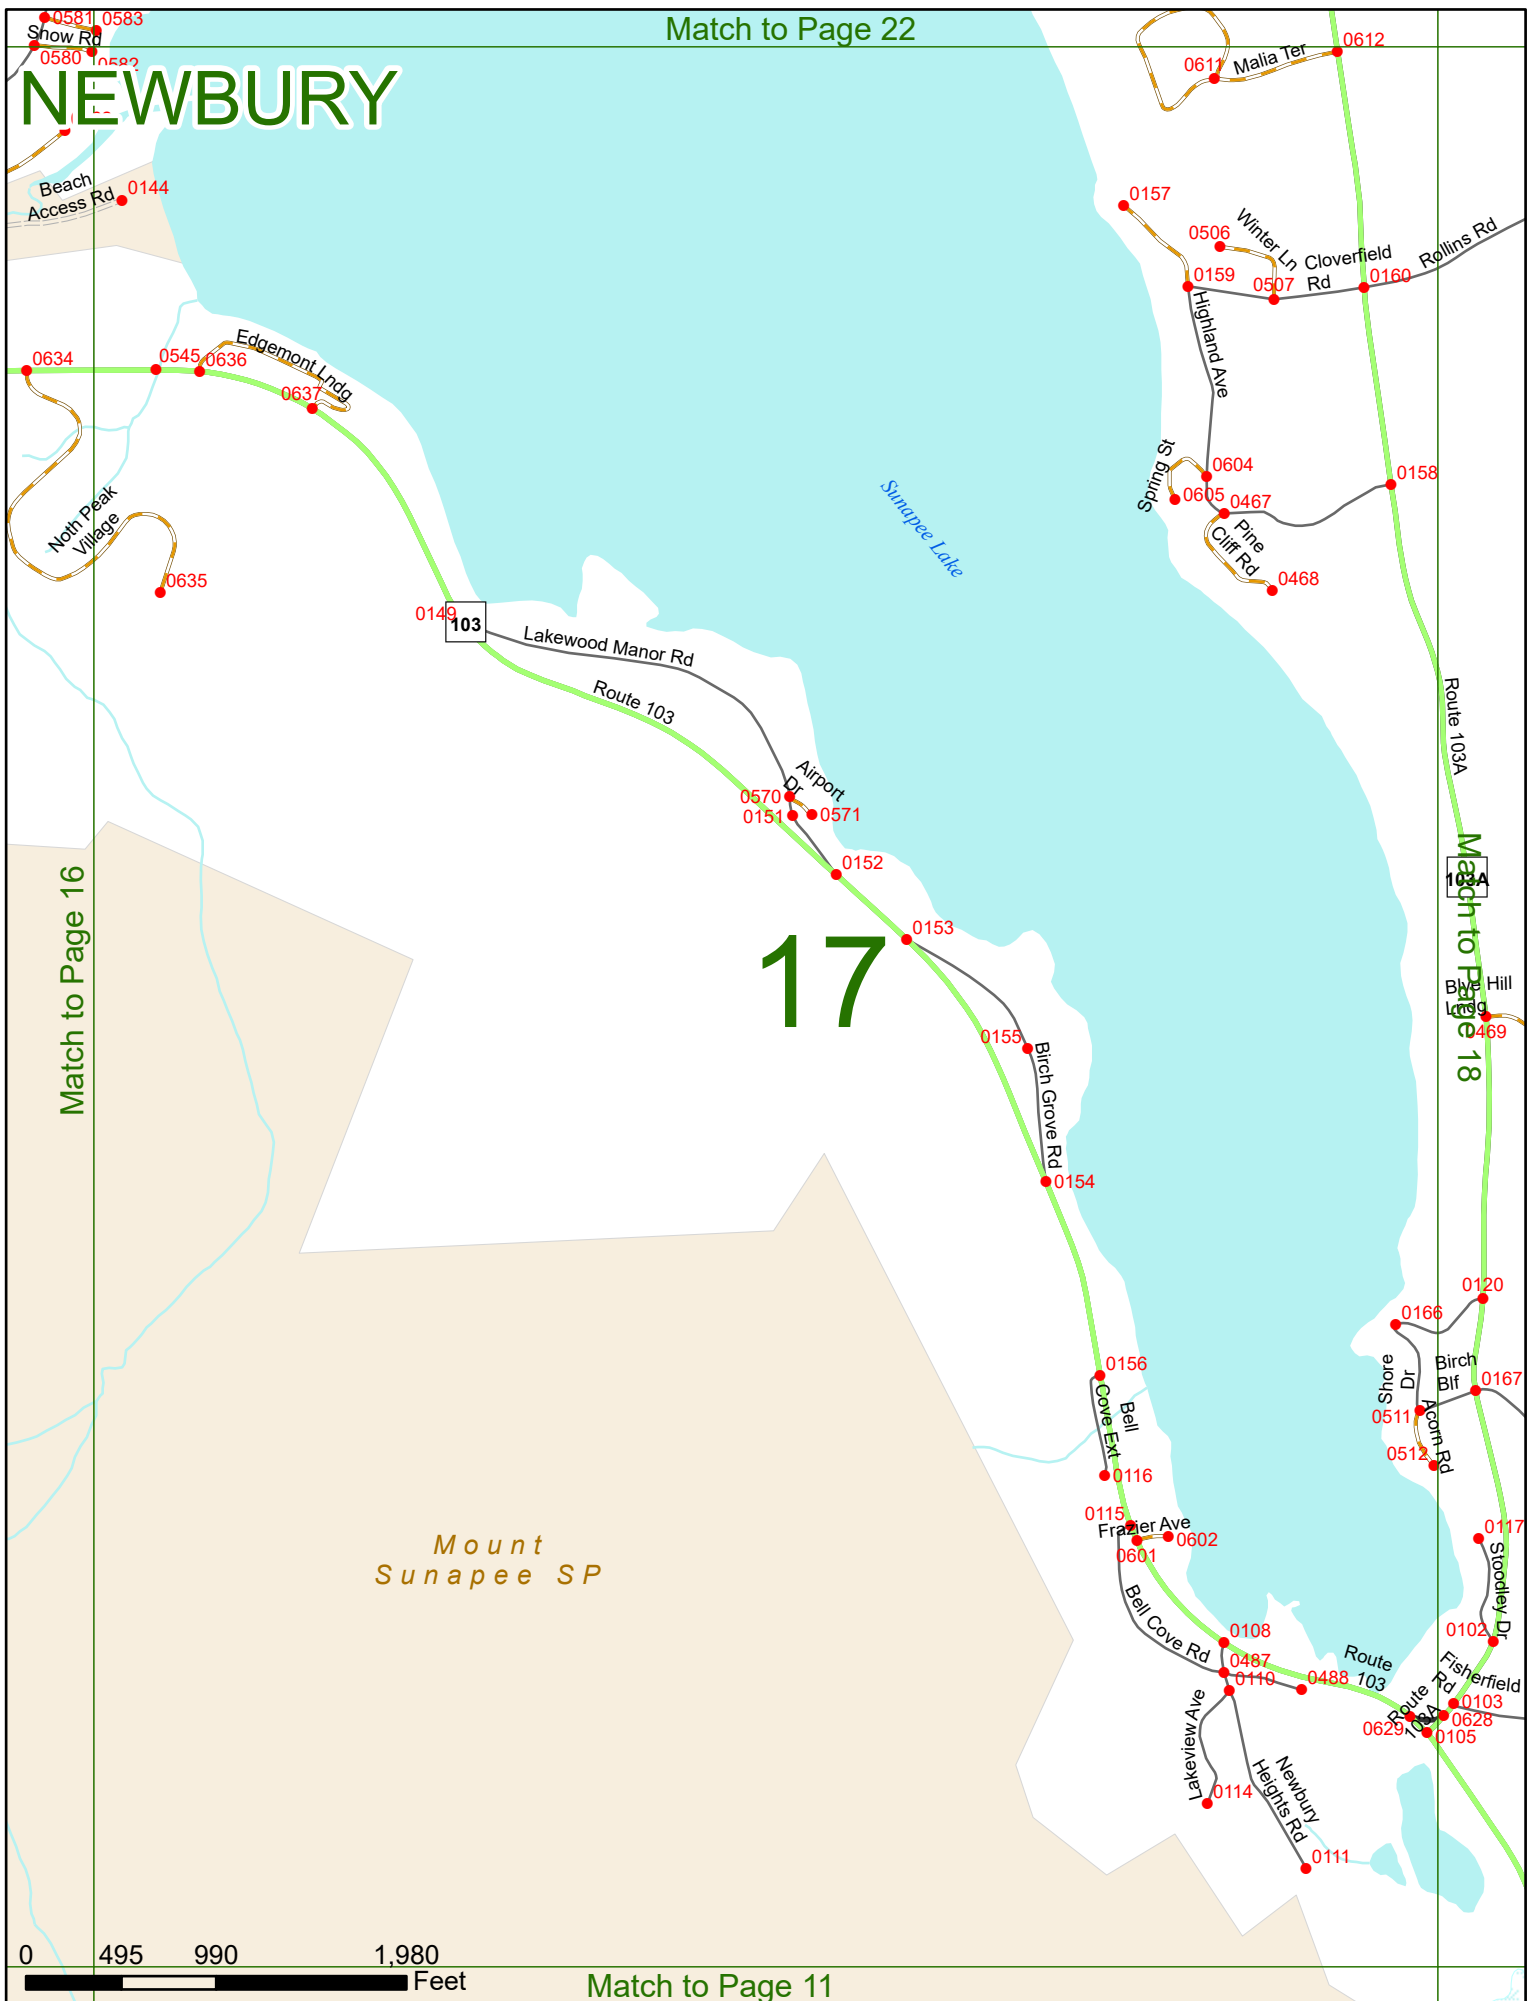 Match to Page 22
0581
0583
Show Rd
0580
0582
NEWBURY
0612
0611
Malia Ter
Beach
Access Rd
0144
0157
0506
Winter Ln
Cloverfield
Rd
Rollins Rd
0159
0507
0160
Highland Ave
0634
0545
0636
Edgemont Lndg
0637
Spring St
0604
0605
0467
0158
Pine
Cliff Rd
0468
Sunapee Lake
Noth Peak
Village
0635
0149
103
Lakewood Manor Rd
Route 103
Route 103A
Airport
Dr
0570
0151
0571
0152
103A
Match to Page 16
Match to Page 18
0153
17
Blye Hill
Lndg
0469
0155
Birch Grove Rd
0154
0120
0166
0156
Shore
Dr
Birch
Blf
0167
Bell
Cove Ext
0511
Acorn Rd
0512
0116
0115
Frazier Ave
0601
0602
0117
Stoodley Dr
Mount
Sunapee SP
Bell Cove Rd
0108
0102
0487
0110
0488
Route
103
Fisherfield
Rd
0103
Route
103A
0628
0629
0105
Lakeview Ave
0114
Newbury
Heights Rd
0111
0 495 990 1,980
Feet
Match to Page 11